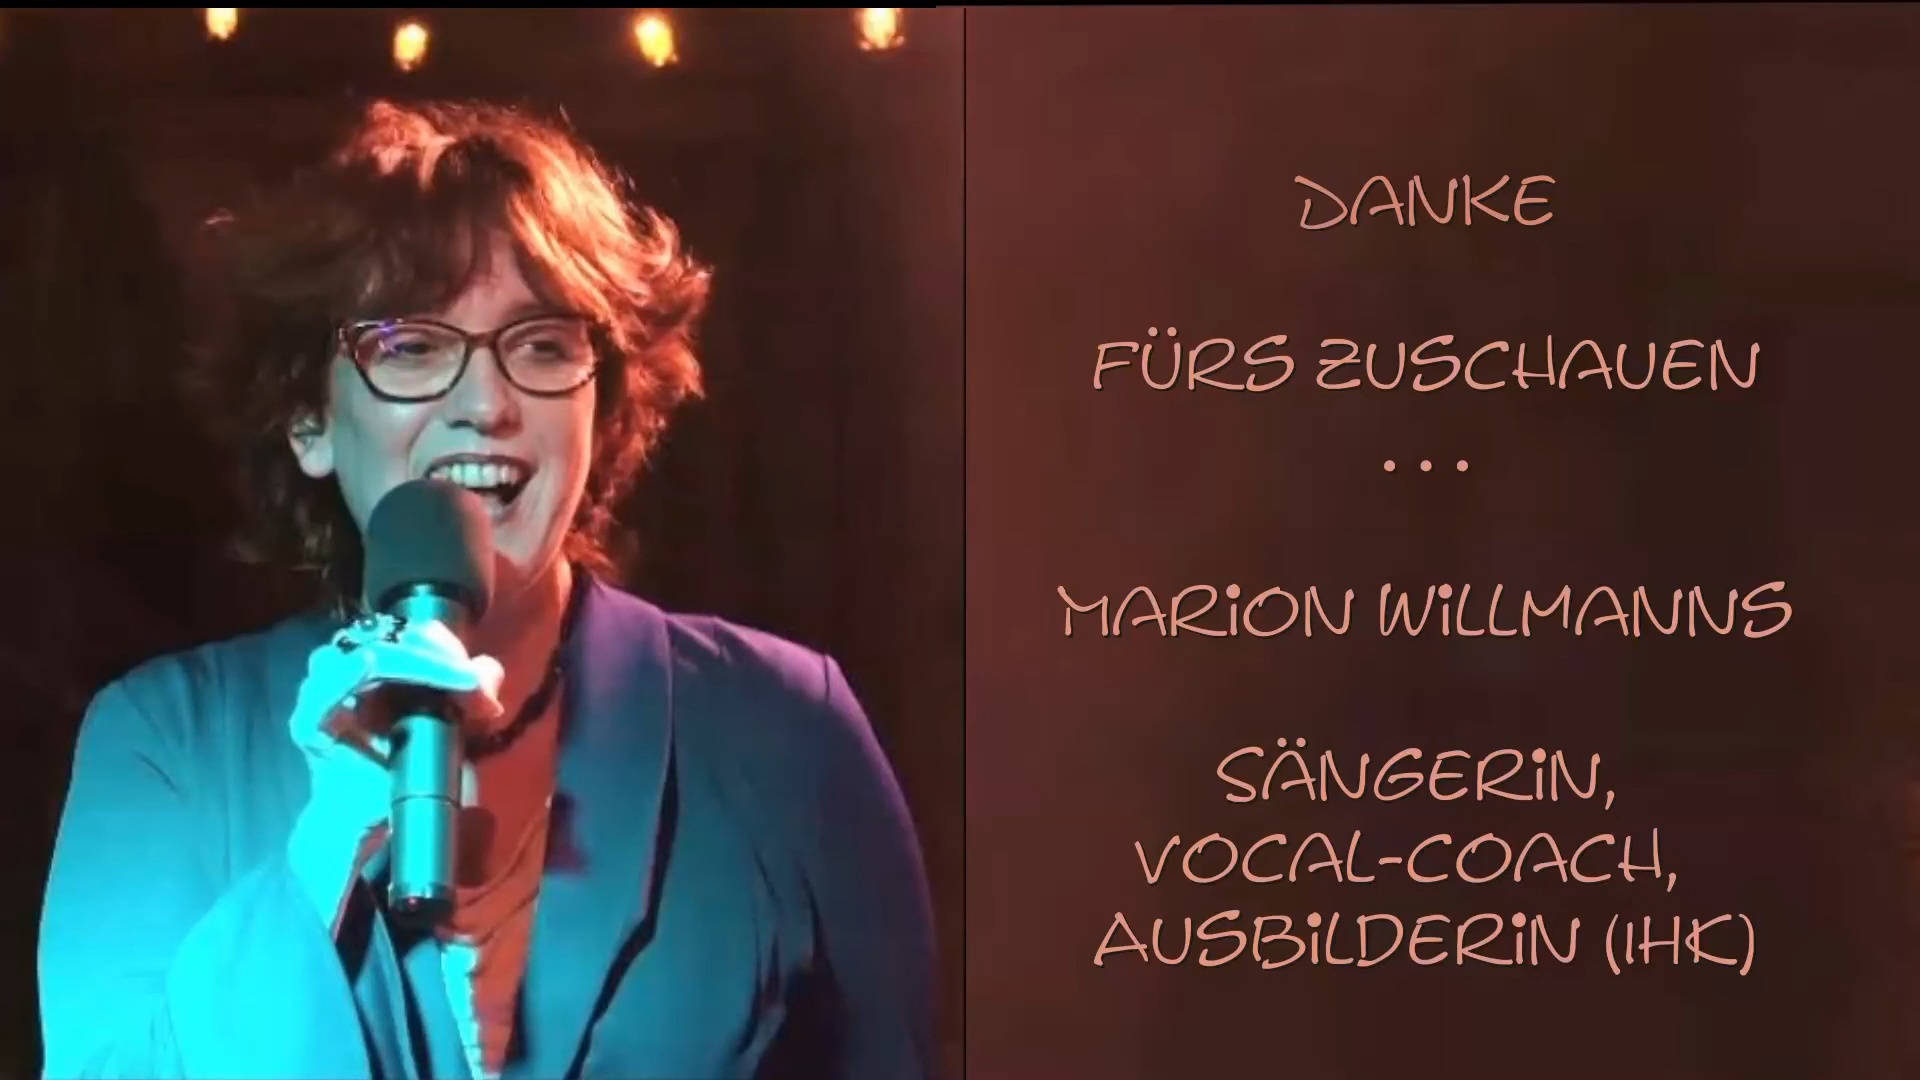 DANKE
FÜRS ZUSCHAUEN
...
MARION WILLMANNS
SÄNGERIN,
VOCAL-COACH,
AUSBILDERIN (IHK)